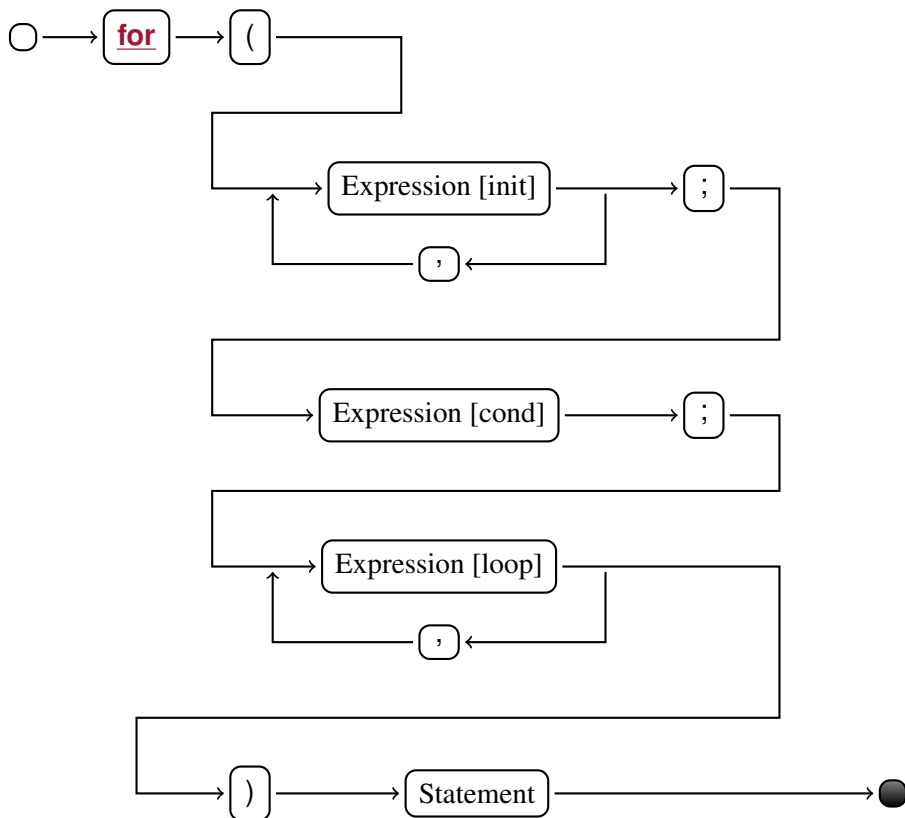 for (
Expression [init] ;
,
Expression [cond] ;
Expression [loop]
,
) Statement